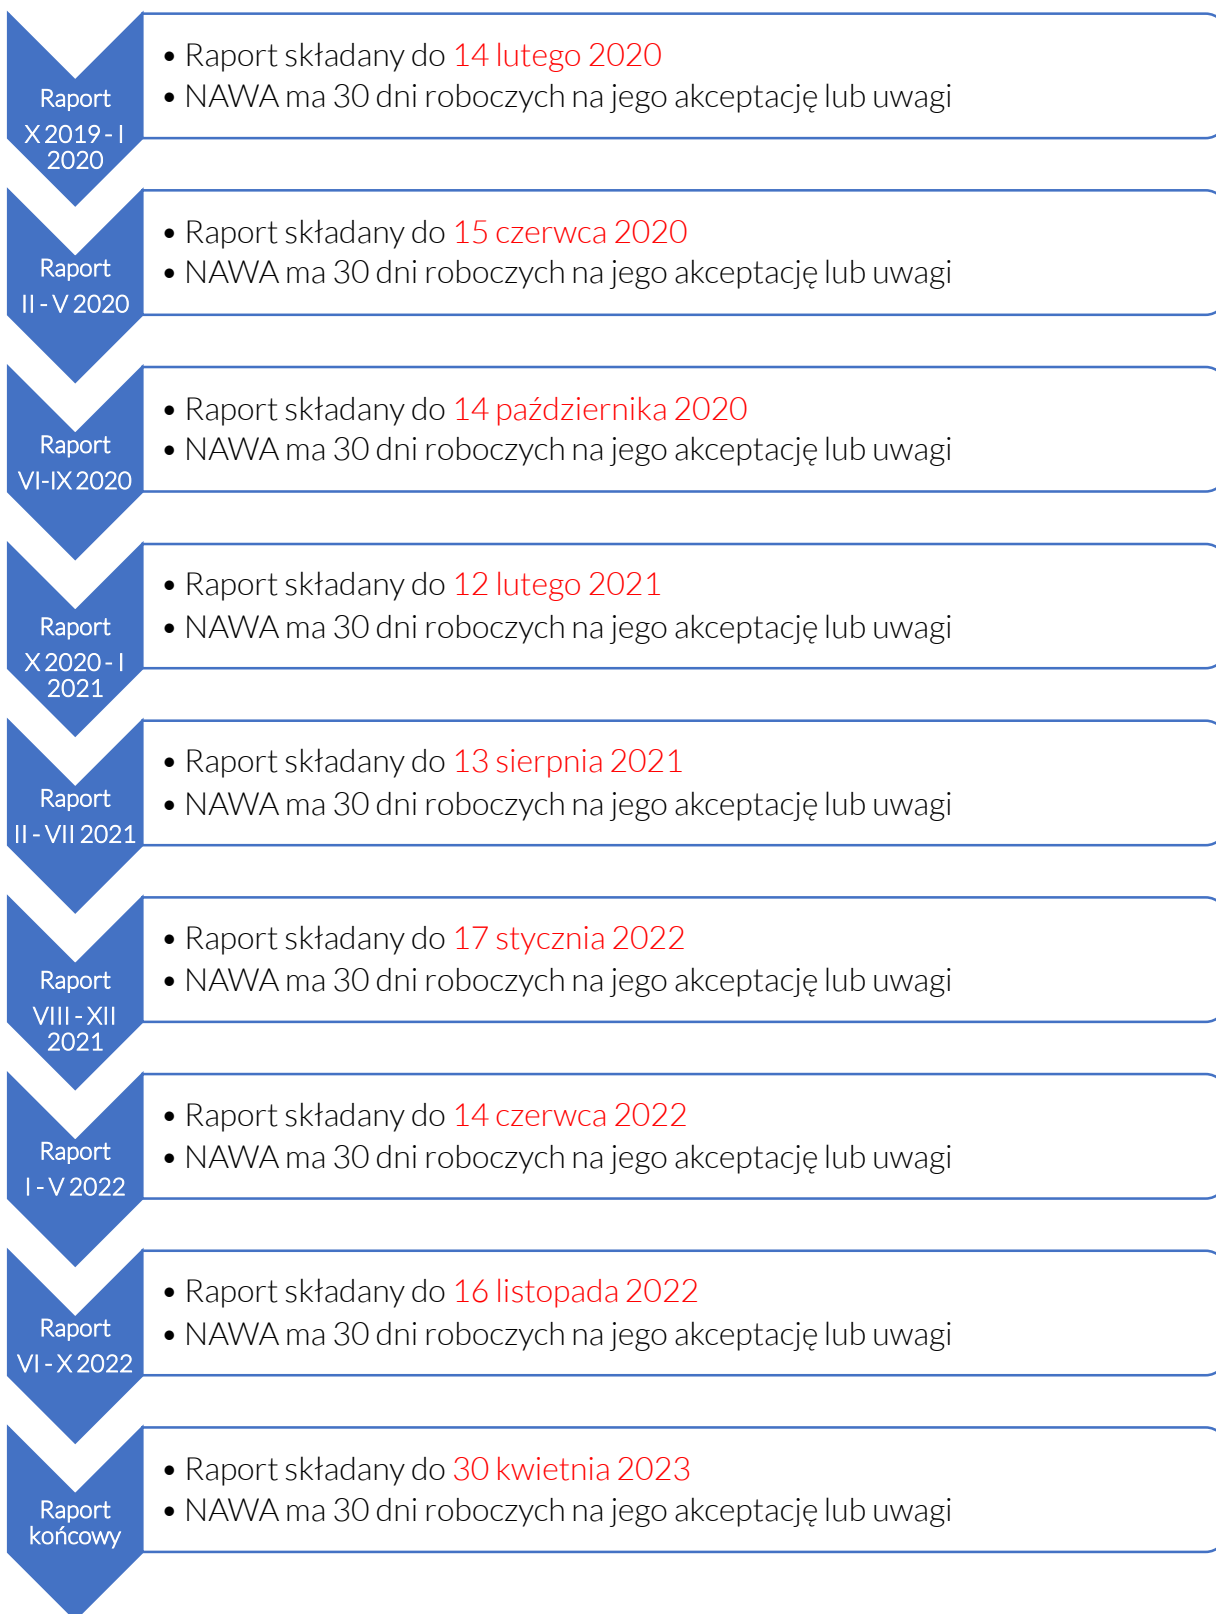 Raport
X 2019 - I
2020
• Raport składany do 14 lutego 2020
• NAWA ma 30 dni roboczych na jego akceptację lub uwagi
Raport
II - V 2020
• Raport składany do 15 czerwca 2020
• NAWA ma 30 dni roboczych na jego akceptację lub uwagi
Raport
VI-IX 2020
• Raport składany do 14 października 2020
• NAWA ma 30 dni roboczych na jego akceptację lub uwagi
Raport
X 2020 - I
2021
• Raport składany do 12 lutego 2021
• NAWA ma 30 dni roboczych na jego akceptację lub uwagi
Raport
II - VII 2021
• Raport składany do 13 sierpnia 2021
• NAWA ma 30 dni roboczych na jego akceptację lub uwagi
Raport
VIII - XII
2021
• Raport składany do 17 stycznia 2022
• NAWA ma 30 dni roboczych na jego akceptację lub uwagi
Raport
I - V 2022
• Raport składany do 14 czerwca 2022
• NAWA ma 30 dni roboczych na jego akceptację lub uwagi
Raport
VI - X 2022
• Raport składany do 16 listopada 2022
• NAWA ma 30 dni roboczych na jego akceptację lub uwagi
Raport
końcowy
• Raport składany do 30 kwietnia 2023
• NAWA ma 30 dni roboczych na jego akceptację lub uwagi